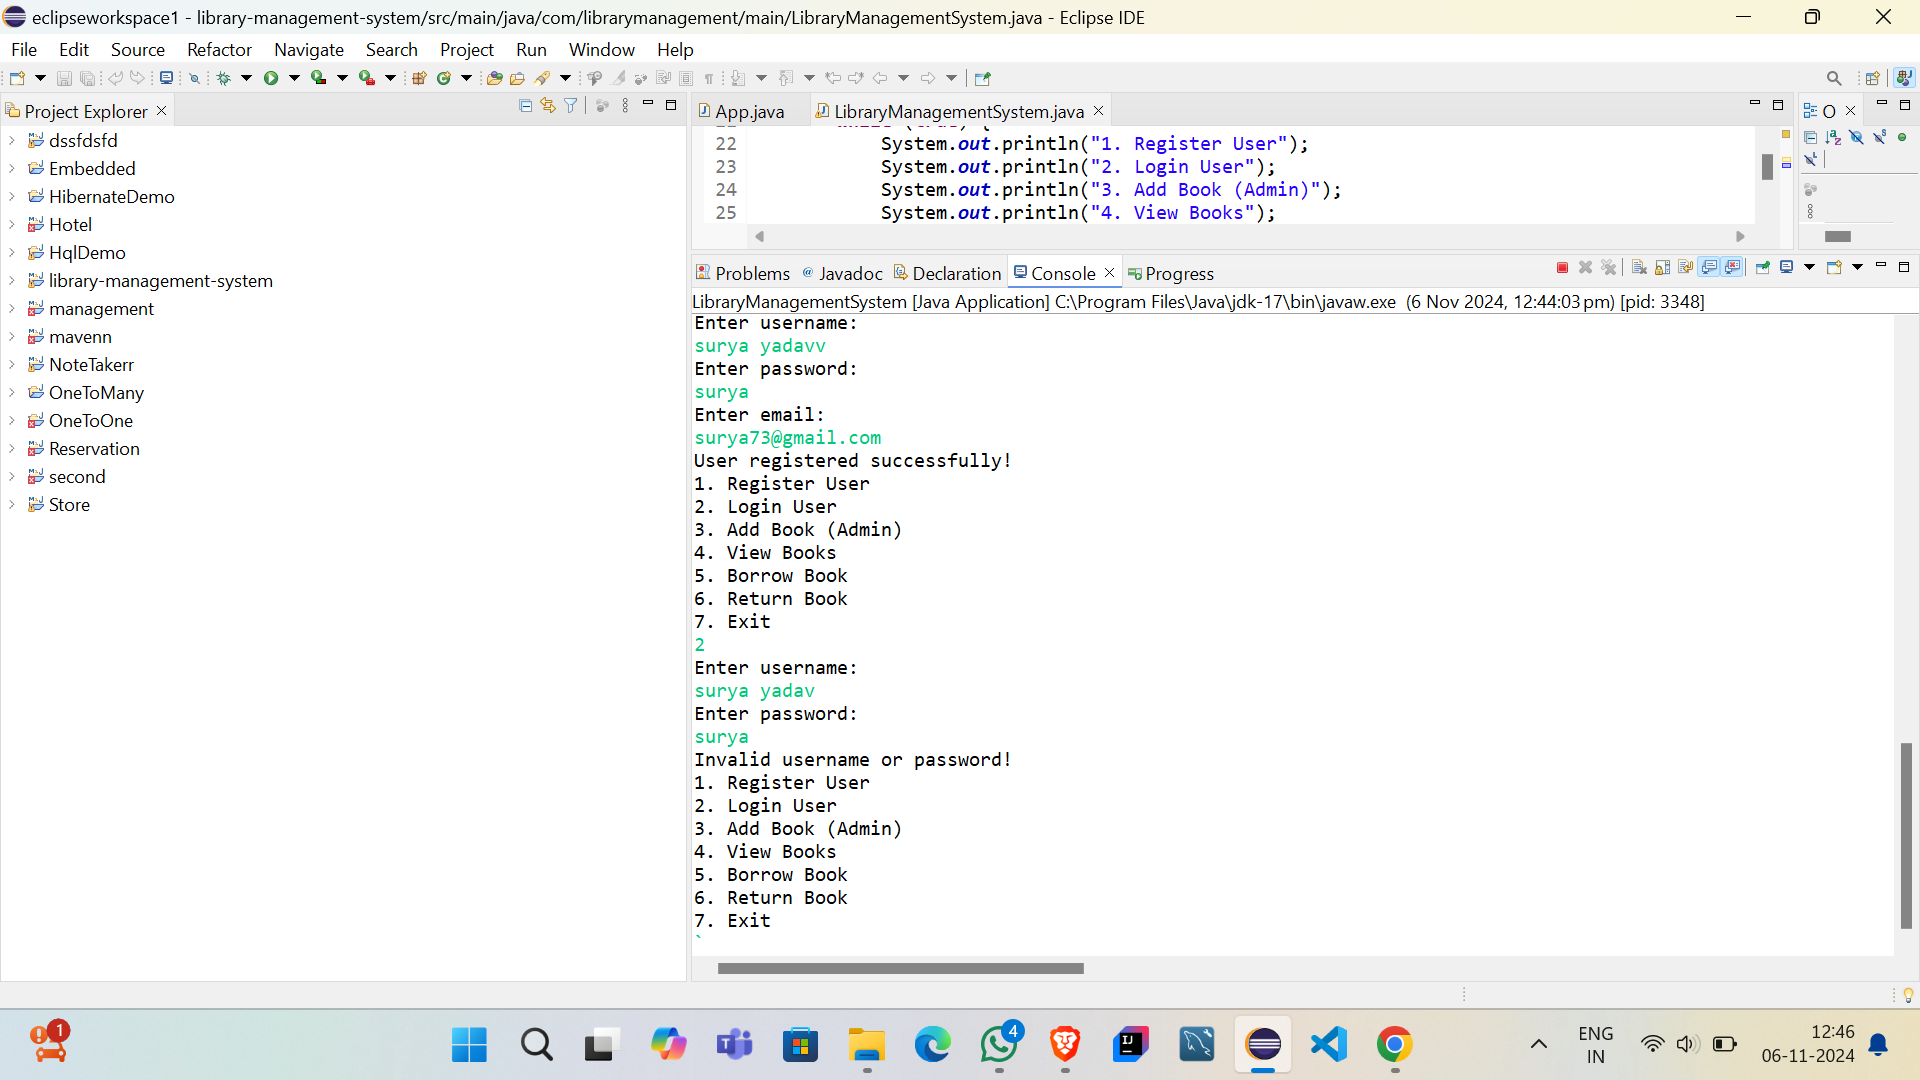 eclipseworkspace1 - library-management-system/src/main/java/com/librarymanagement/main/LibraryManagementSystem.java - Eclipse IDE
File Edit Source Refactor Navigate Search Project Run Window Help
Project Explorer
dssfdsfd
Embedded
HibernateDemo
Hotel
HqlDemo
library-management-system
management
mavenn
NoteTakerr
OneToMany
OneToOne
Reservation
second
Store
App.java LibraryManagementSystem.java
22 System.out.println("1. Register User");
23 System.out.println("2. Login User");
24 System.out.println("3. Add Book (Admin)");
25 System.out.println("4. View Books");
O
Problems Javadoc Declaration Console Progress
LibraryManagementSystem [Java Application] C:\Program Files\Java\jdk-17\bin\javaw.exe (6 Nov 2024, 12:44:03 pm) [pid: 3348]
Enter username:
surya yadavv
Enter password:
surya
Enter email:
surya73@gmail.com
User registered successfully!
1. Register User
2. Login User
3. Add Book (Admin)
4. View Books
5. Borrow Book
6. Return Book
7. Exit
2
Enter username:
surya yadav
Enter password:
surya
Invalid username or password!
1. Register User
2. Login User
3. Add Book (Admin)
4. View Books
5. Borrow Book
6. Return Book
7. Exit
`
1
4
ENG
IN
12:46
06-11-2024